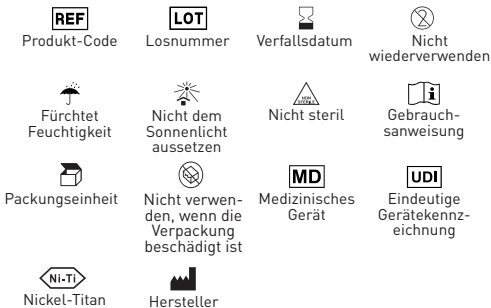 REF
LOT
2
Produkt-Code
Losnummer
Verfallsdatum
Nicht
wiederverwenden
NON
STERILE
i
Fürchtet
Feuchtigkeit
Nicht dem
Sonnenlicht
aussetzen
Nicht steril
Gebrauch-
sanweisung
MD
UDI
Packungseinheit
Nicht verwen-
den, wenn die
Verpackung
beschädigt ist
Medizinisches
Gerät
Eindeutige
Gerätekennz-
eichnung
Ni-Ti
Nickel-Titan
Hersteller